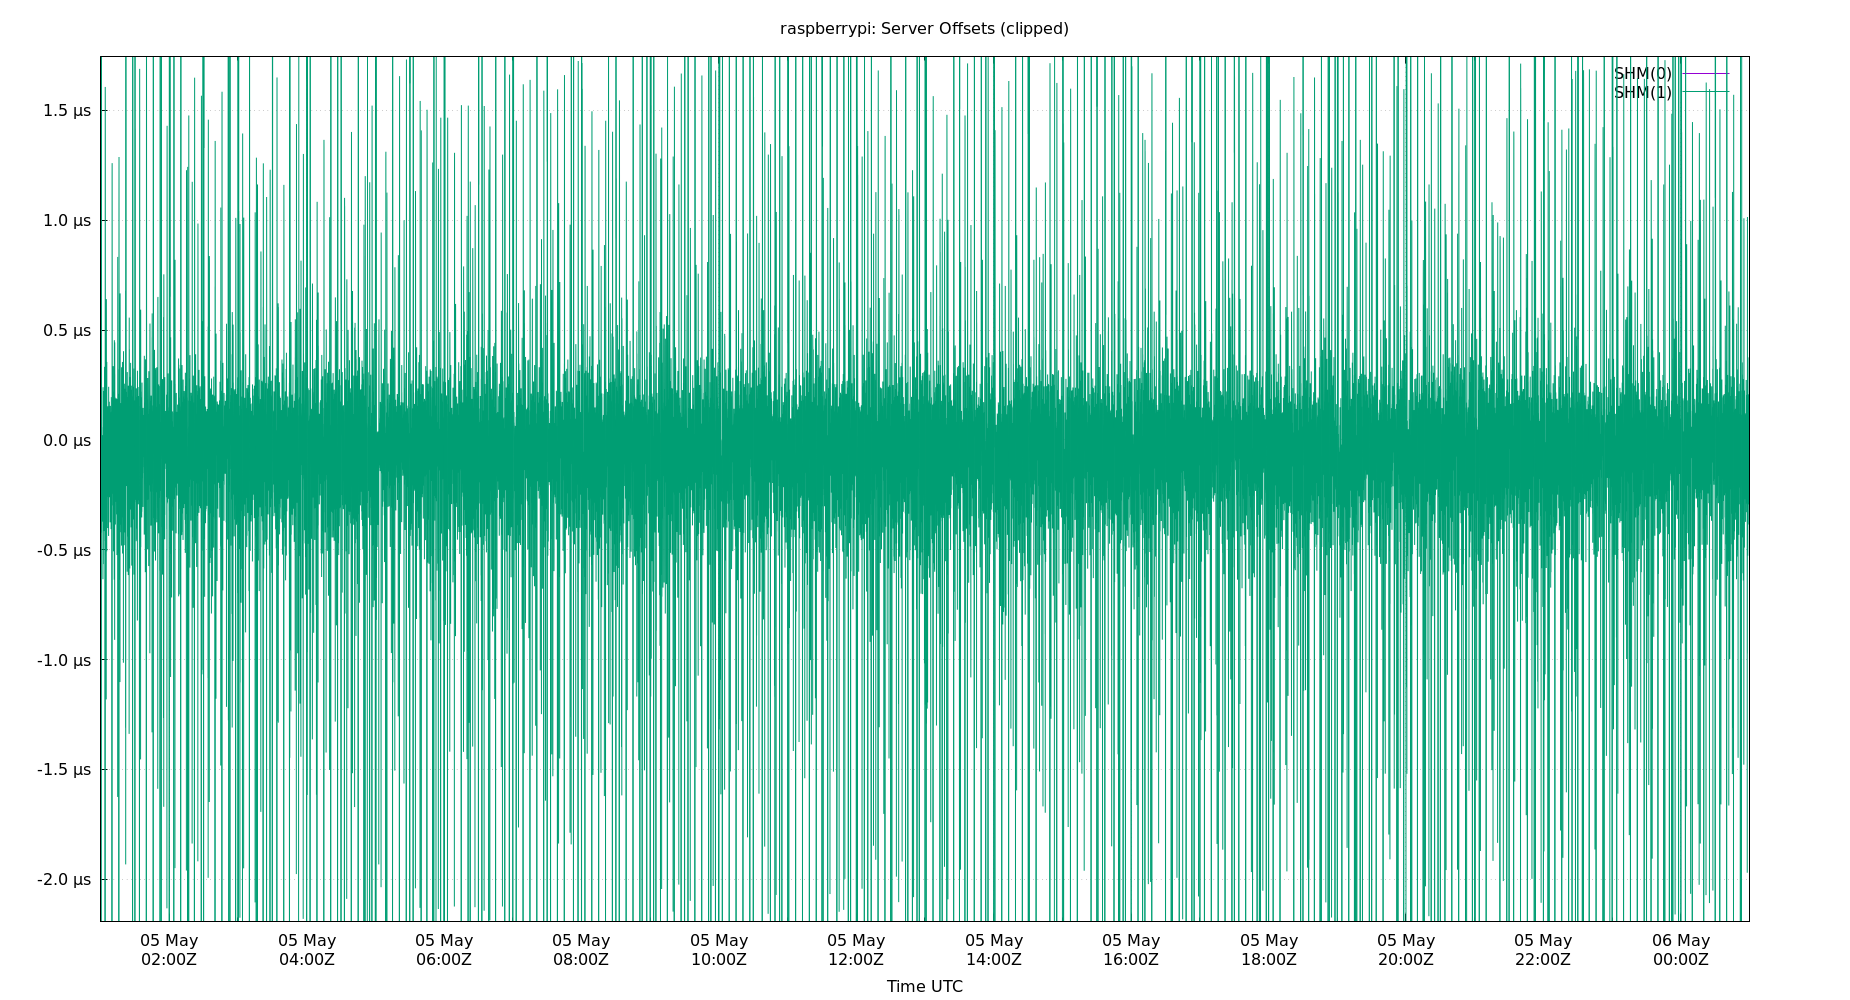 raspberrypi: Server Offsets (clipped)
SHM(0)
SHM(1)
1.5 µs
1.0 µs
0.5 µs
0.0 µs
-0.5 µs
-1.0 µs
-1.5 µs
-2.0 µs
05 May 05 May 05 May 05 May 05 May 05 May 05 May 05 May 05 May 05 May 05 May 06 May
02:00Z 04:00Z 06:00Z 08:00Z 10:00Z 12:00Z 14:00Z 16:00Z 18:00Z 20:00Z 22:00Z 00:00Z
Time UTC